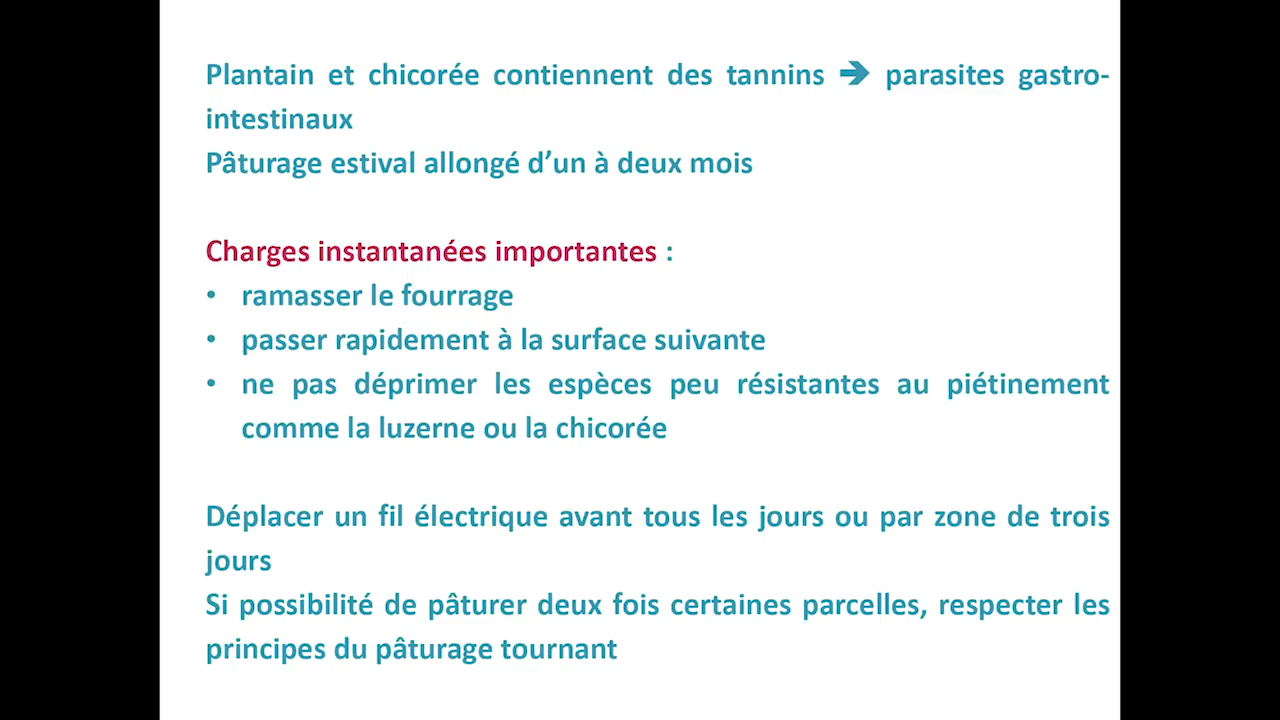 Plantain et chicorée contiennent des tannins ➔ parasites gastro-
intestinaux
Pâturage estival allongé d’un à deux mois
Charges instantanées importantes :
• ramasser le fourrage
• passer rapidement à la surface suivante
• ne pas déprimer les espèces peu résistantes au piétinement
comme la luzerne ou la chicorée
Déplacer un fil électrique avant tous les jours ou par zone de trois
jours
Si possibilité de pâturer deux fois certaines parcelles, respecter les
principes du pâturage tournant